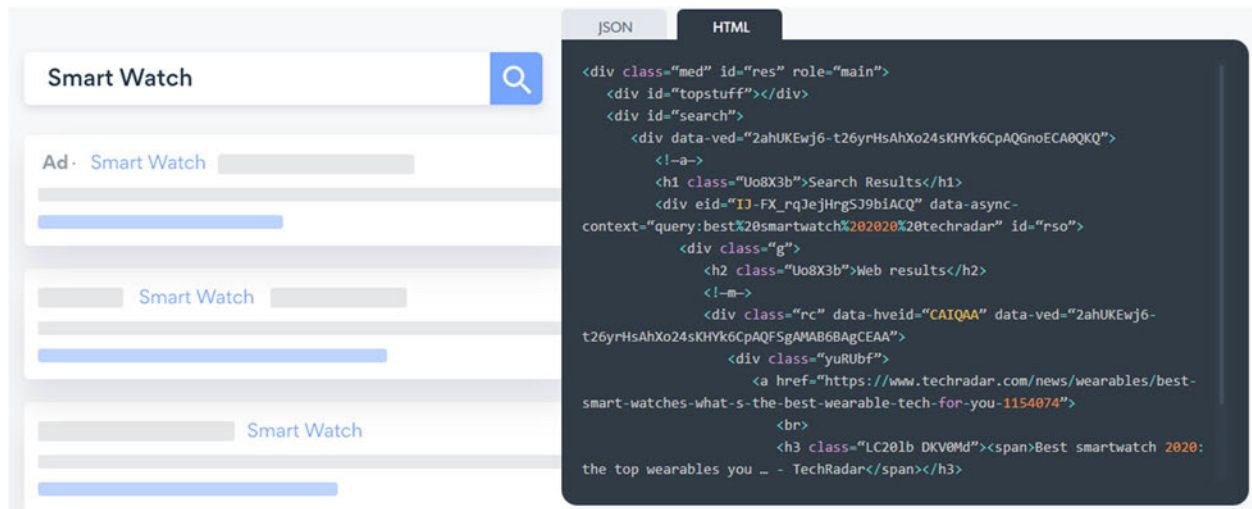 Smart Watch
Ad · Smart Watch
Smart Watch
Smart Watch
JSON
HTML
<div class=“med” id=“res” role=“main”>
<div id=“topstuff”></div>
<div id=“search”>
<div data-ved=“2ahUKEwj6-t26yrHsAhXo24sKHYk6CpAQGnoECA0QKQ”>
<!—a—>
<h1 class=“Uo8X3b”>Search Results</h1>
<div eid=“IJ-FX_rqJejHrgSJ9biACQ” data-async-
context=“query:best%20smartwatch%202020%20techradar” id=“rso”>
<div class=“g”>
<h2 class=“Uo8X3b”>Web results</h2>
<!—m—>
<div class=“rc” data-hveid=“CAIQAA” data-ved=“2ahUKEwj6-
t26yrHsAhXo24sKHYk6CpAQFSgAMAB6BAgCEAA”>
<div class=“yuRUbf”>
<a href=“https://www.techradar.com/news/wearables/best-
smart-watches-what-s-the-best-wearable-tech-for-you-1154074”>
<br>
<h3 class=“LC20lb DKV0Md”><span>Best smartwatch 2020:
the top wearables you … - TechRadar</span></h3>